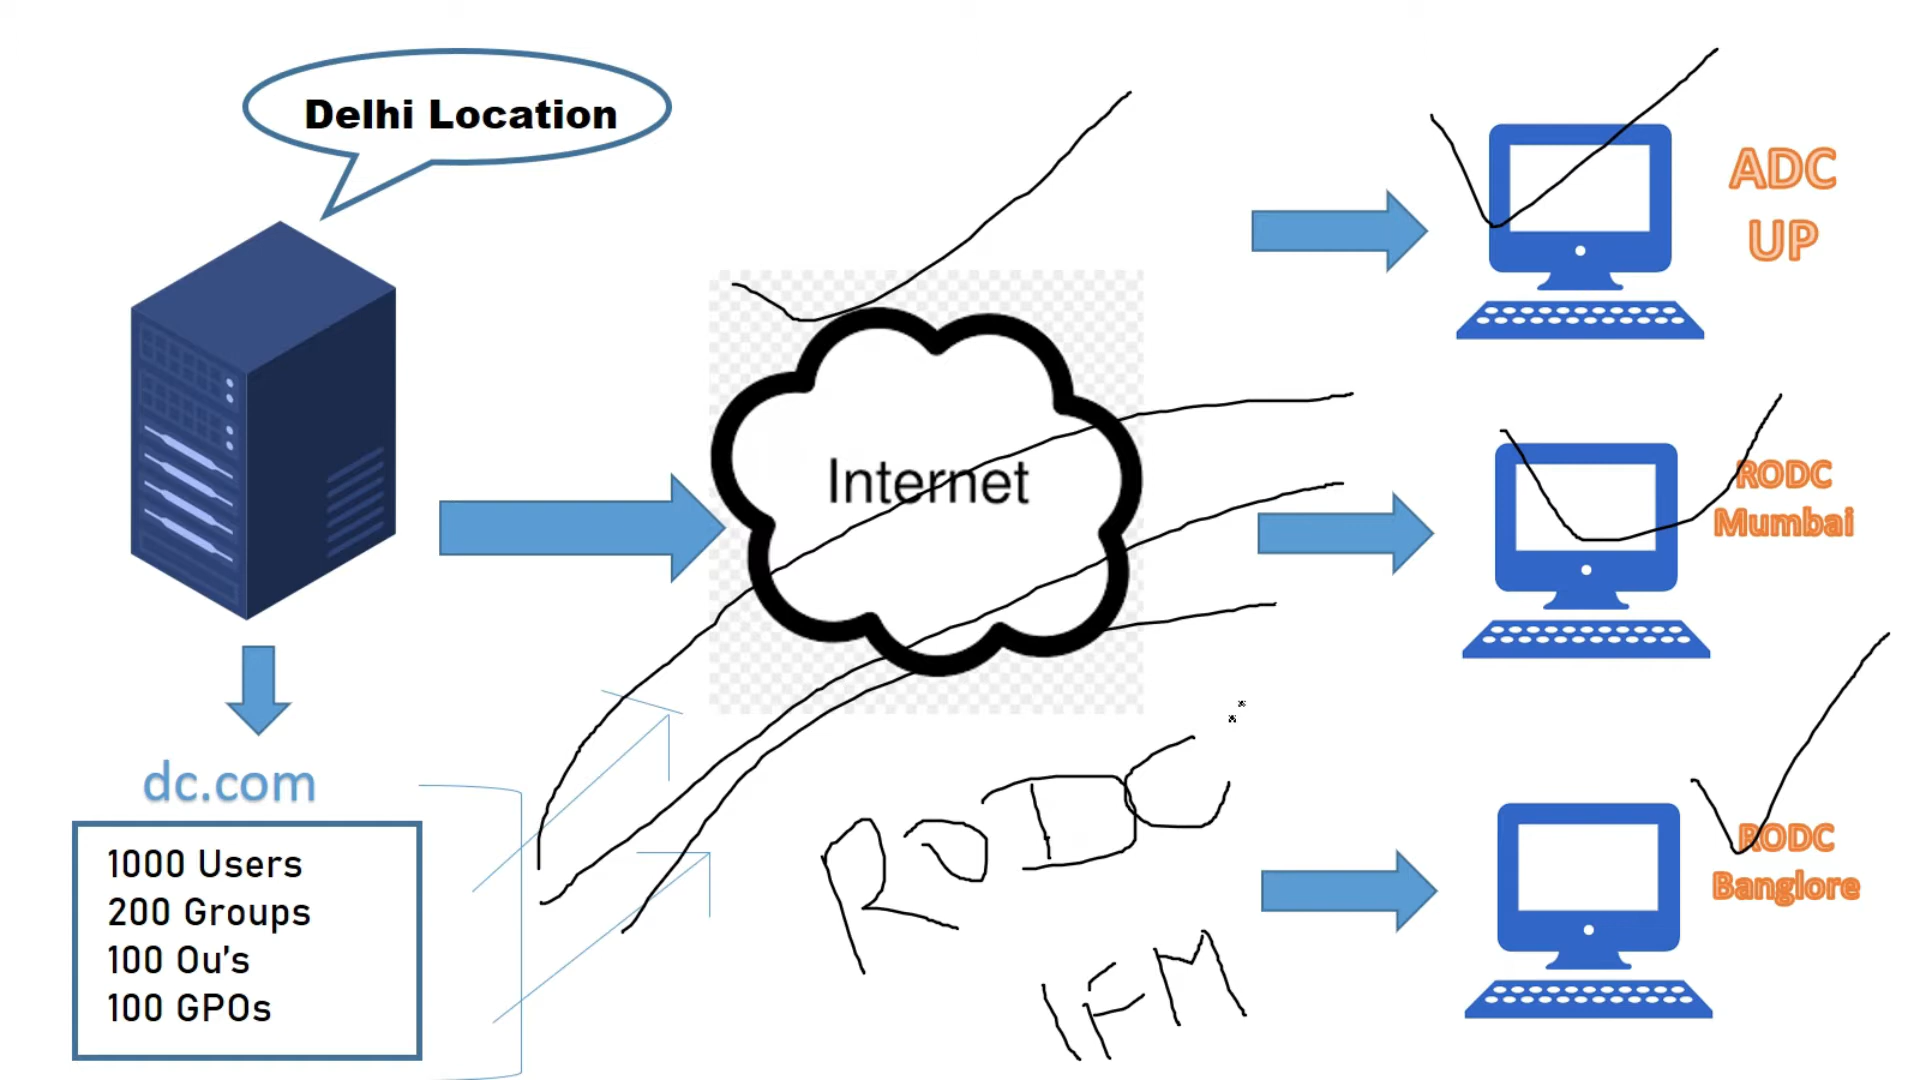 Delhi Location
ADC
UP
Internet
RODC
Mumbai
dc.com
1000 Users
200 Groups
100 Ou's
100 GPOs
RODC
IFM
RODC
Banglore